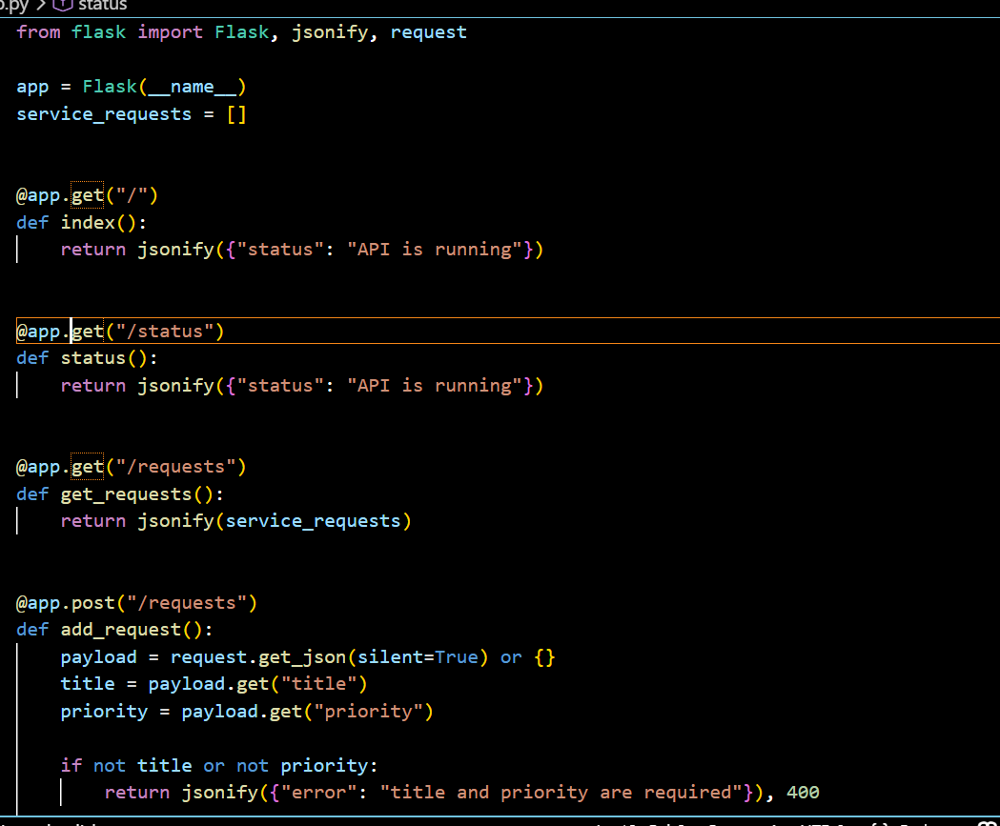 .py > status
from flask import Flask, jsonify, request
app = Flask(__name__)
service_requests = []
@app.get("/")
def index():
    return jsonify({"status": "API is running"})
@app.get("/status")
def status():
    return jsonify({"status": "API is running"})
@app.get("/requests")
def get_requests():
    return jsonify(service_requests)
@app.post("/requests")
def add_request():
    payload = request.get_json(silent=True) or {}
    title = payload.get("title")
    priority = payload.get("priority")
    if not title or not priority:
        return jsonify({"error": "title and priority are required"}), 400